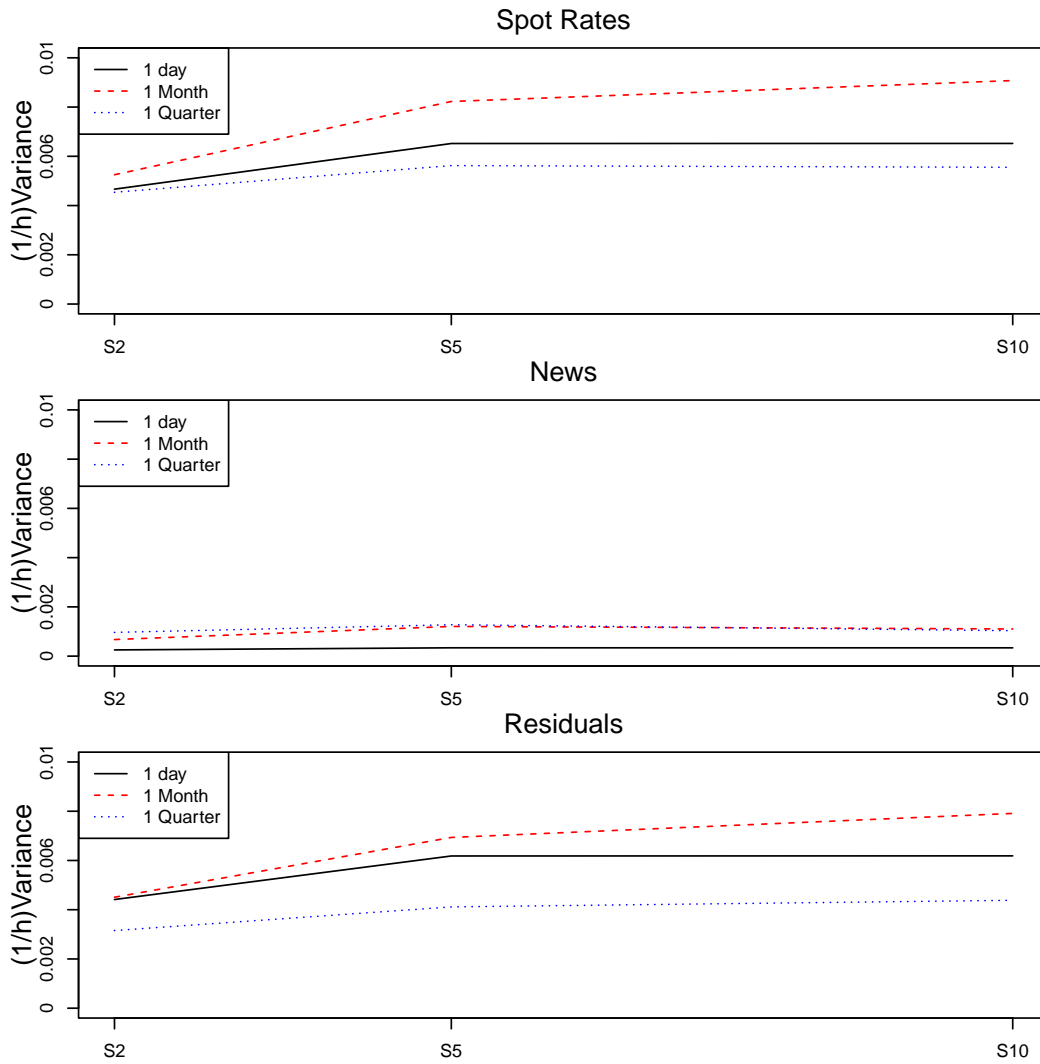 Spot Rates
1 day
1 Month
1 Quarter
(1/h)Variance
0.01
0.006
0.002
0
S2
S5
S10
News
1 day
1 Month
1 Quarter
(1/h)Variance
0.01
0.006
0.002
0
S2
S5
S10
Residuals
1 day
1 Month
1 Quarter
(1/h)Variance
0.01
0.006
0.002
0
S2
S5
S10